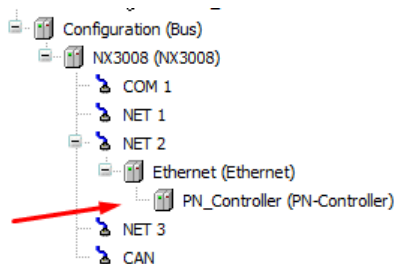 Configuration (Bus)
NX3008 (NX3008)
COM 1
NET 1
NET 2
Ethernet (Ethernet)
PN_Controller (PN-Controller)
NET 3
CAN